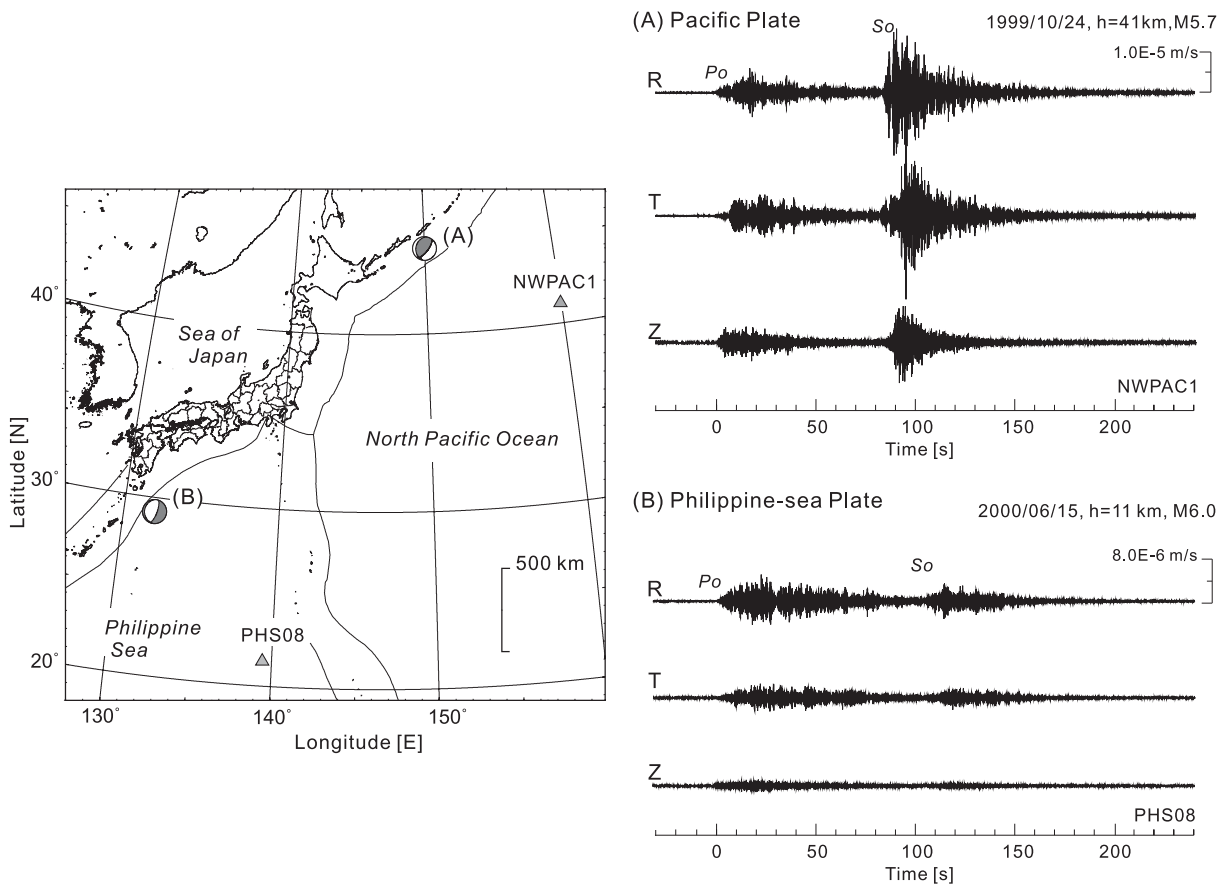 (A) Pacific Plate
1999/10/24, h=41km,M5.7
So
1.0E-5 m/s
Po
R
T
Z
NWPAC1
0 50 100 150 200
Time [s]
(B) Philippine-sea Plate
2000/06/15, h=11 km, M6.0
8.0E-6 m/s
Po
So
R
T
Z
PHS08
0 50 100 150 200
Time [s]
(A)
NWPAC1
40°
Sea of
Japan
North Pacific Ocean
30°
(B)
500 km
Philippine
Sea
PHS08
20°
130° 140° 150°
Latitude [N]
Longitude [E]